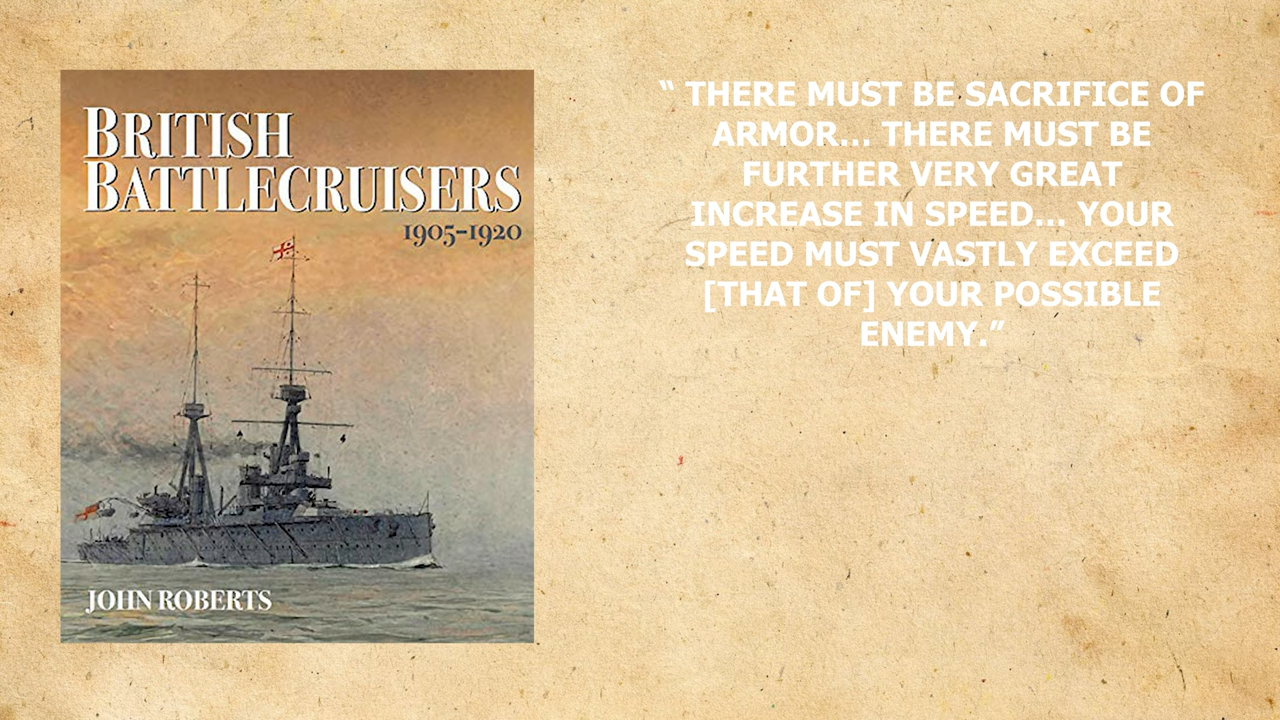 BRITISH
BATTLECRUISERS
1905-1920
JOHN ROBERTS
“ THERE MUST BE SACRIFICE OF
ARMOR... THERE MUST BE
FURTHER VERY GREAT
INCREASE IN SPEED... YOUR
SPEED MUST VASTLY EXCEED
[THAT OF] YOUR POSSIBLE
ENEMY.”